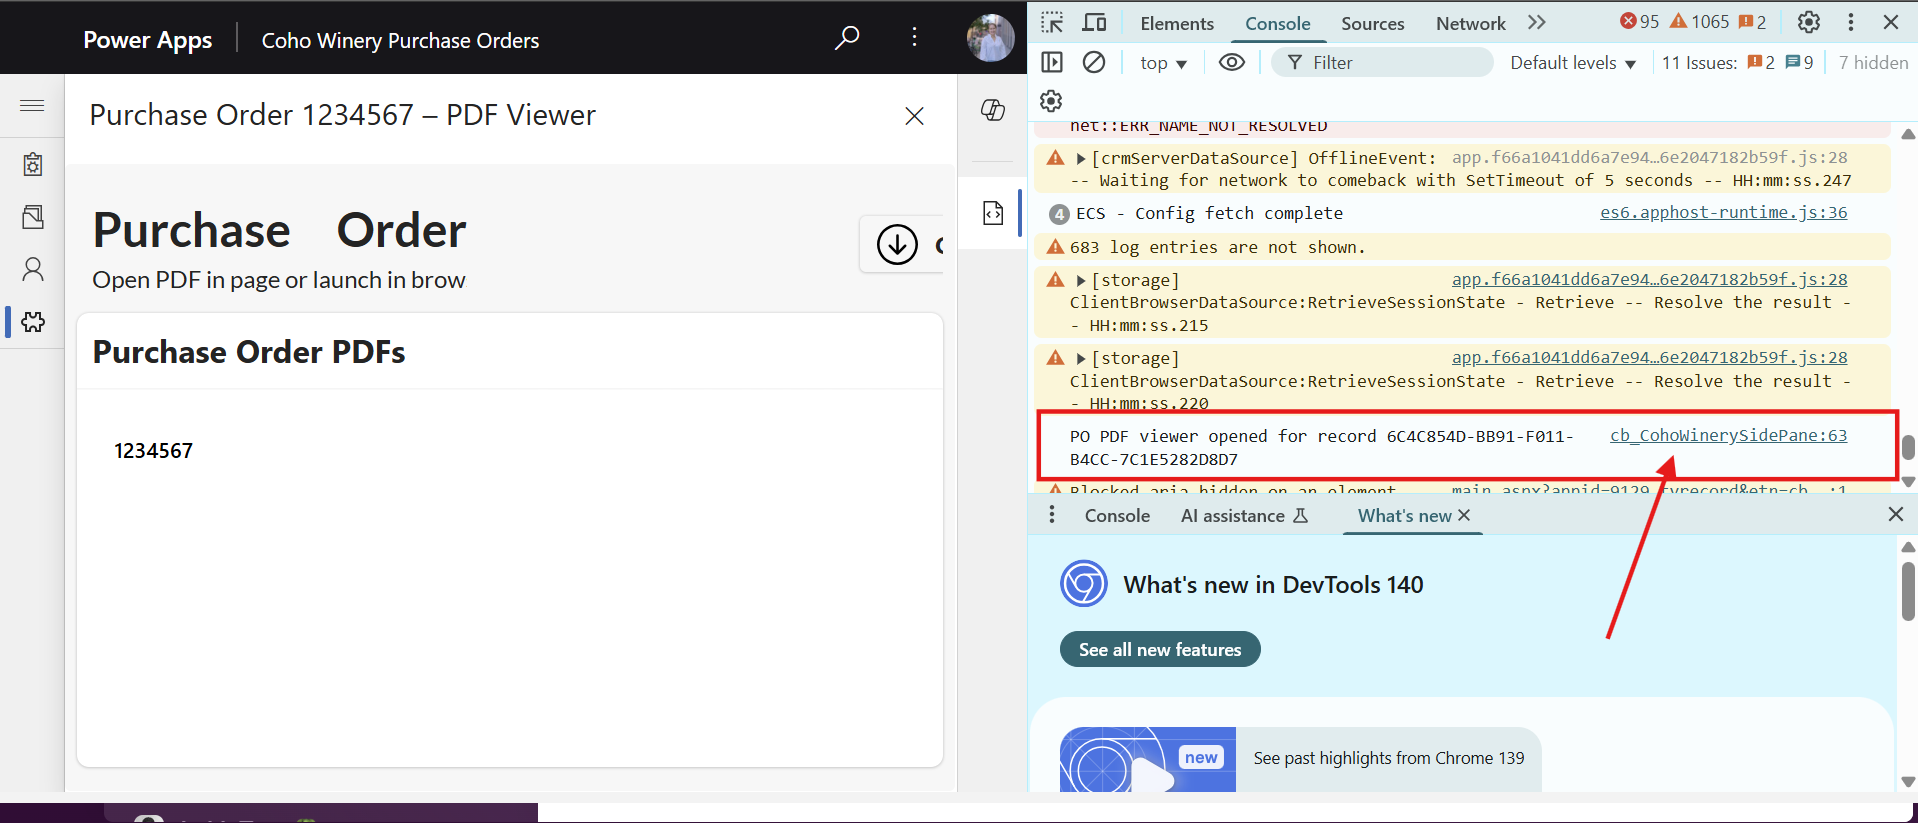 Power Apps
Coho Winery Purchase Orders
Purchase Order 1234567 – PDF Viewer
Purchase Order
Open PDF in page or launch in brow
Purchase Order PDFs
1234567
Elements Console Sources Network 95 1065 2
top Filter Default levels 11 Issues: 2 9 7 hidden
net::ERR_NAME_NOT_RESOLVED
[crmServerDataSource] OfflineEvent: app.f66a1041dd6a7e94…6e2047182b59f.js:28
-- Waiting for network to comeback with SetTimeout of 5 seconds -- HH:mm:ss.247
4 ECS - Config fetch complete es6.apphost-runtime.js:36
683 log entries are not shown.
[storage] app.f66a1041dd6a7e94…6e2047182b59f.js:28
ClientBrowserDataSource:RetrieveSessionState - Retrieve -- Resolve the result -
- HH:mm:ss.215
[storage] app.f66a1041dd6a7e94…6e2047182b59f.js:28
ClientBrowserDataSource:RetrieveSessionState - Retrieve -- Resolve the result -
- HH:mm:ss.220
PO PDF viewer opened for record 6C4C854D-BB91-F011- cb_CohoWinerySidePane:63
B4CC-7C1E5282D8D7
Blocked aria-hidden on an element
Console AI assistance What's new
What's new in DevTools 140
See all new features
new
See past highlights from Chrome 139